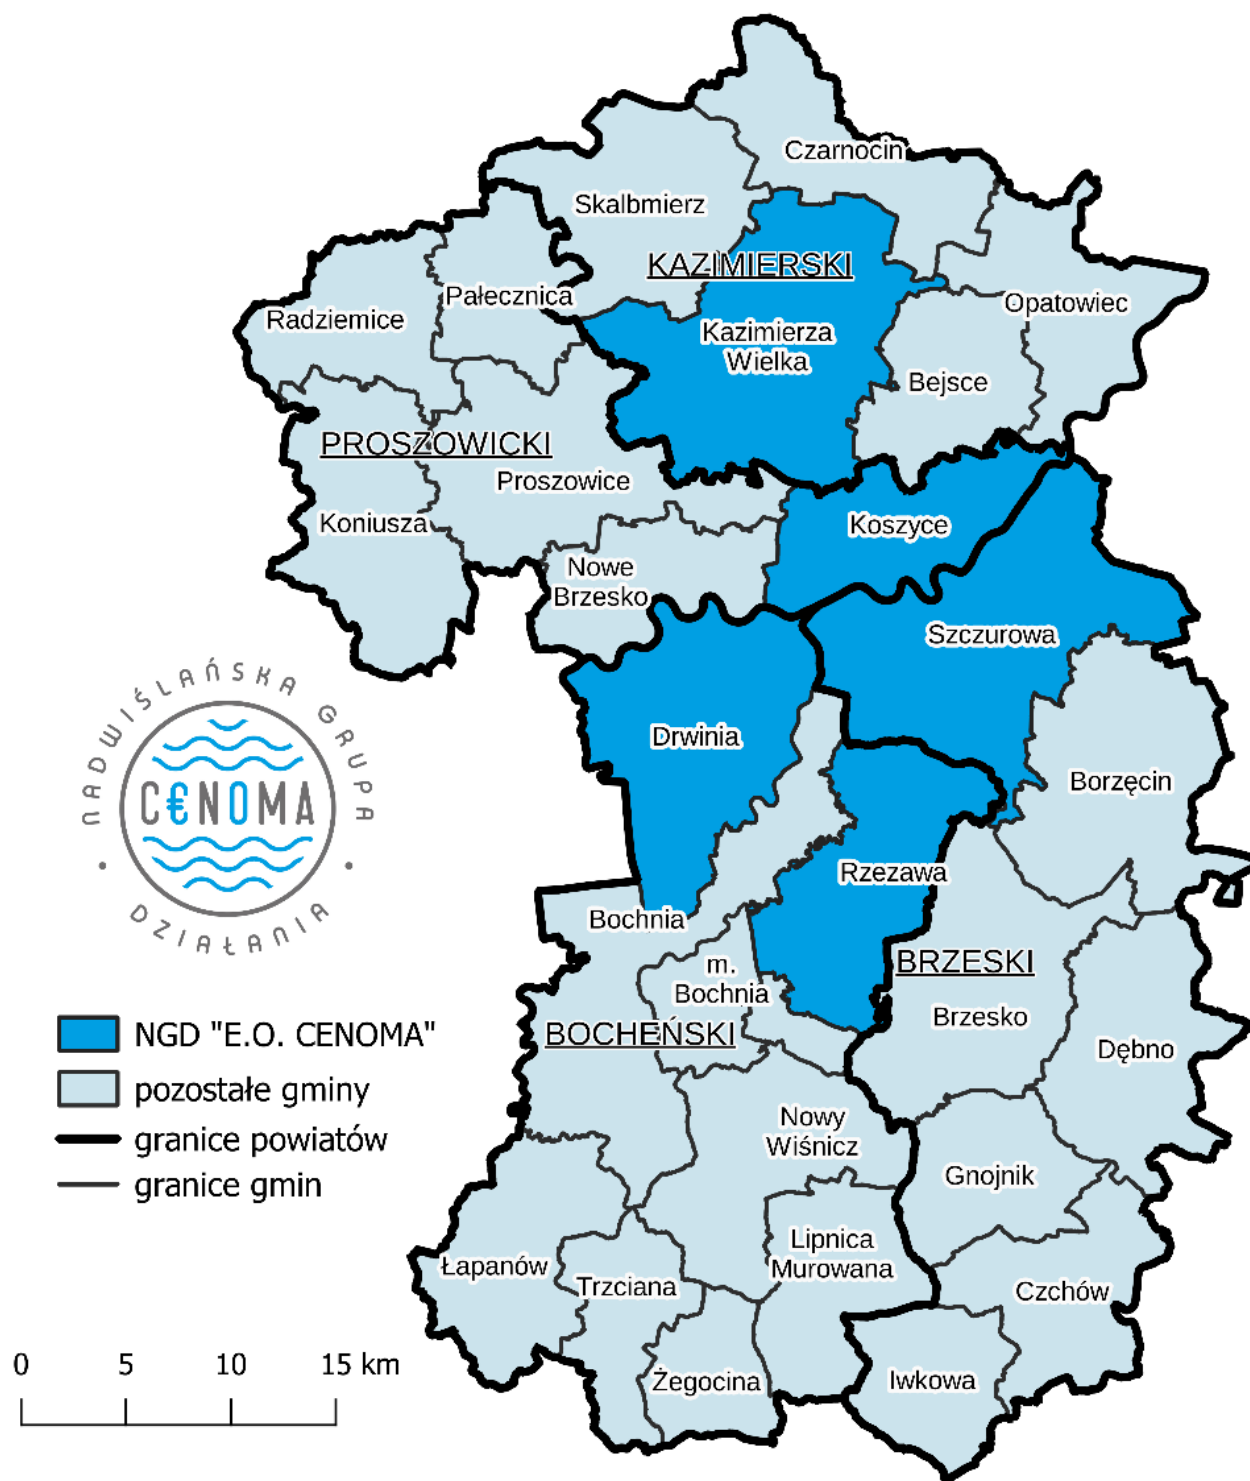 Czarnocin
Skalbmierz
KAZIMIERSKI
Pałecznica
Radziemice
Opatowiec
Kazimierza
Wielka
Bejsce
PROSZOWICKI
Proszowice
Koniusza
Koszyce
Nowe
Brzesko
Szczurowa
Drwinia
Borzęcin
Rzezawa
Bochnia
m.
Bochnia
BRZESKI
Brzesko
BOCHEŃSKI
Dębno
Nowy
Wiśnicz
Gnojnik
Lipnica
Murowana
Łapanów
Trzciana
Czchów
Żegocina
Iwkowa
NADWIŚLAŃSKA GRUPA
C€NOMA
• DZIAŁANIA •
NGD "E.O. CENOMA"
pozostałe gminy
granice powiatów
granice gmin
0 5 10 15 km